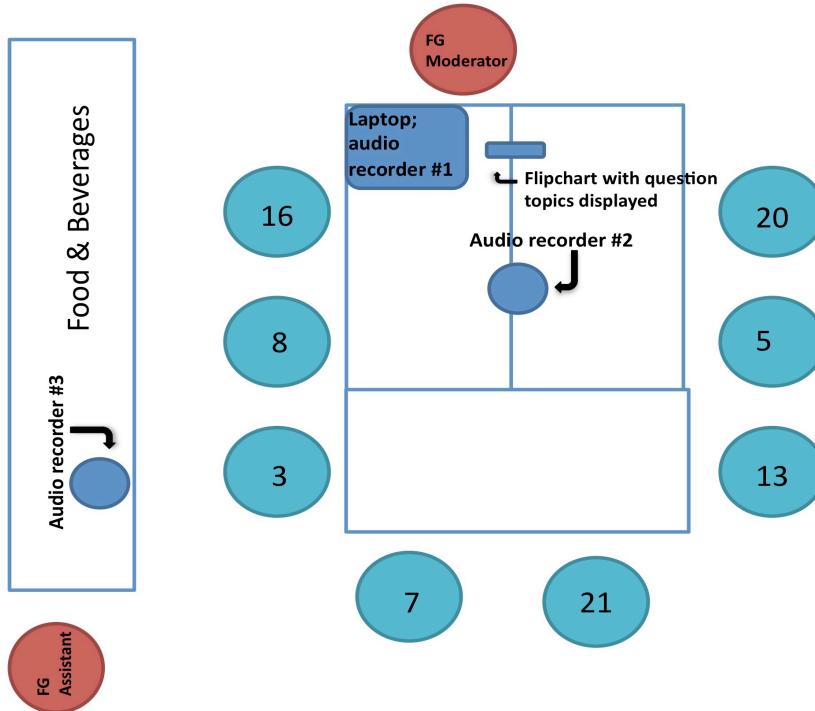 FG
Moderator
Laptop;
audio
recorder #1
Flipchart with question
topics displayed
Audio recorder #2
Food & Beverages
Audio recorder #3
16
20
8
5
3
13
7
21
FG
Assistant